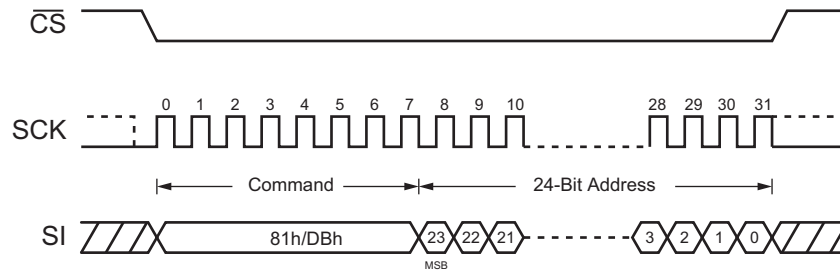 CS
0 1 2 3 4 5 6 7 8 9 10 28 29 30 31
SCK
Command 24-Bit Address
SI 81h/DBh 23 22 21 3 2 1 0
MSB